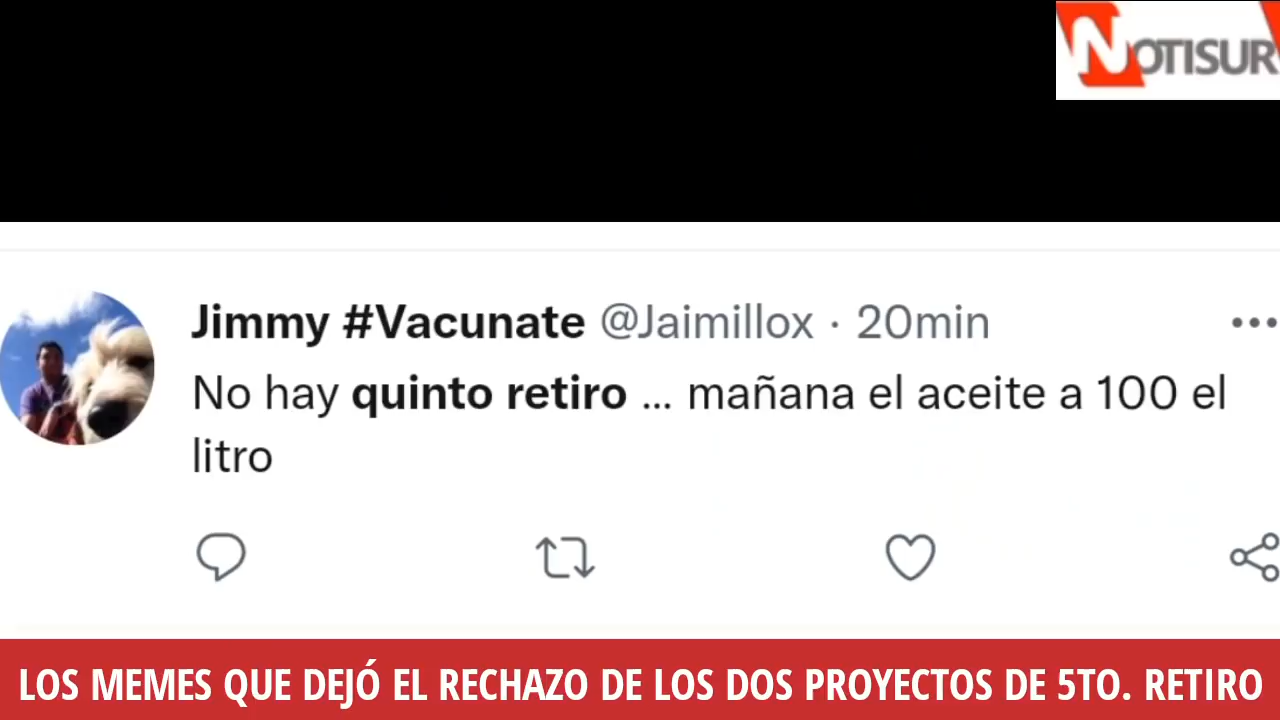 NOTISUR
Jimmy #Vacunate @Jaimillox · 20min
No hay quinto retiro ... mañana el aceite a 100 el
litro
LOS MEMES QUE DEJÓ EL RECHAZO DE LOS DOS PROYECTOS DE 5TO. RETIRO